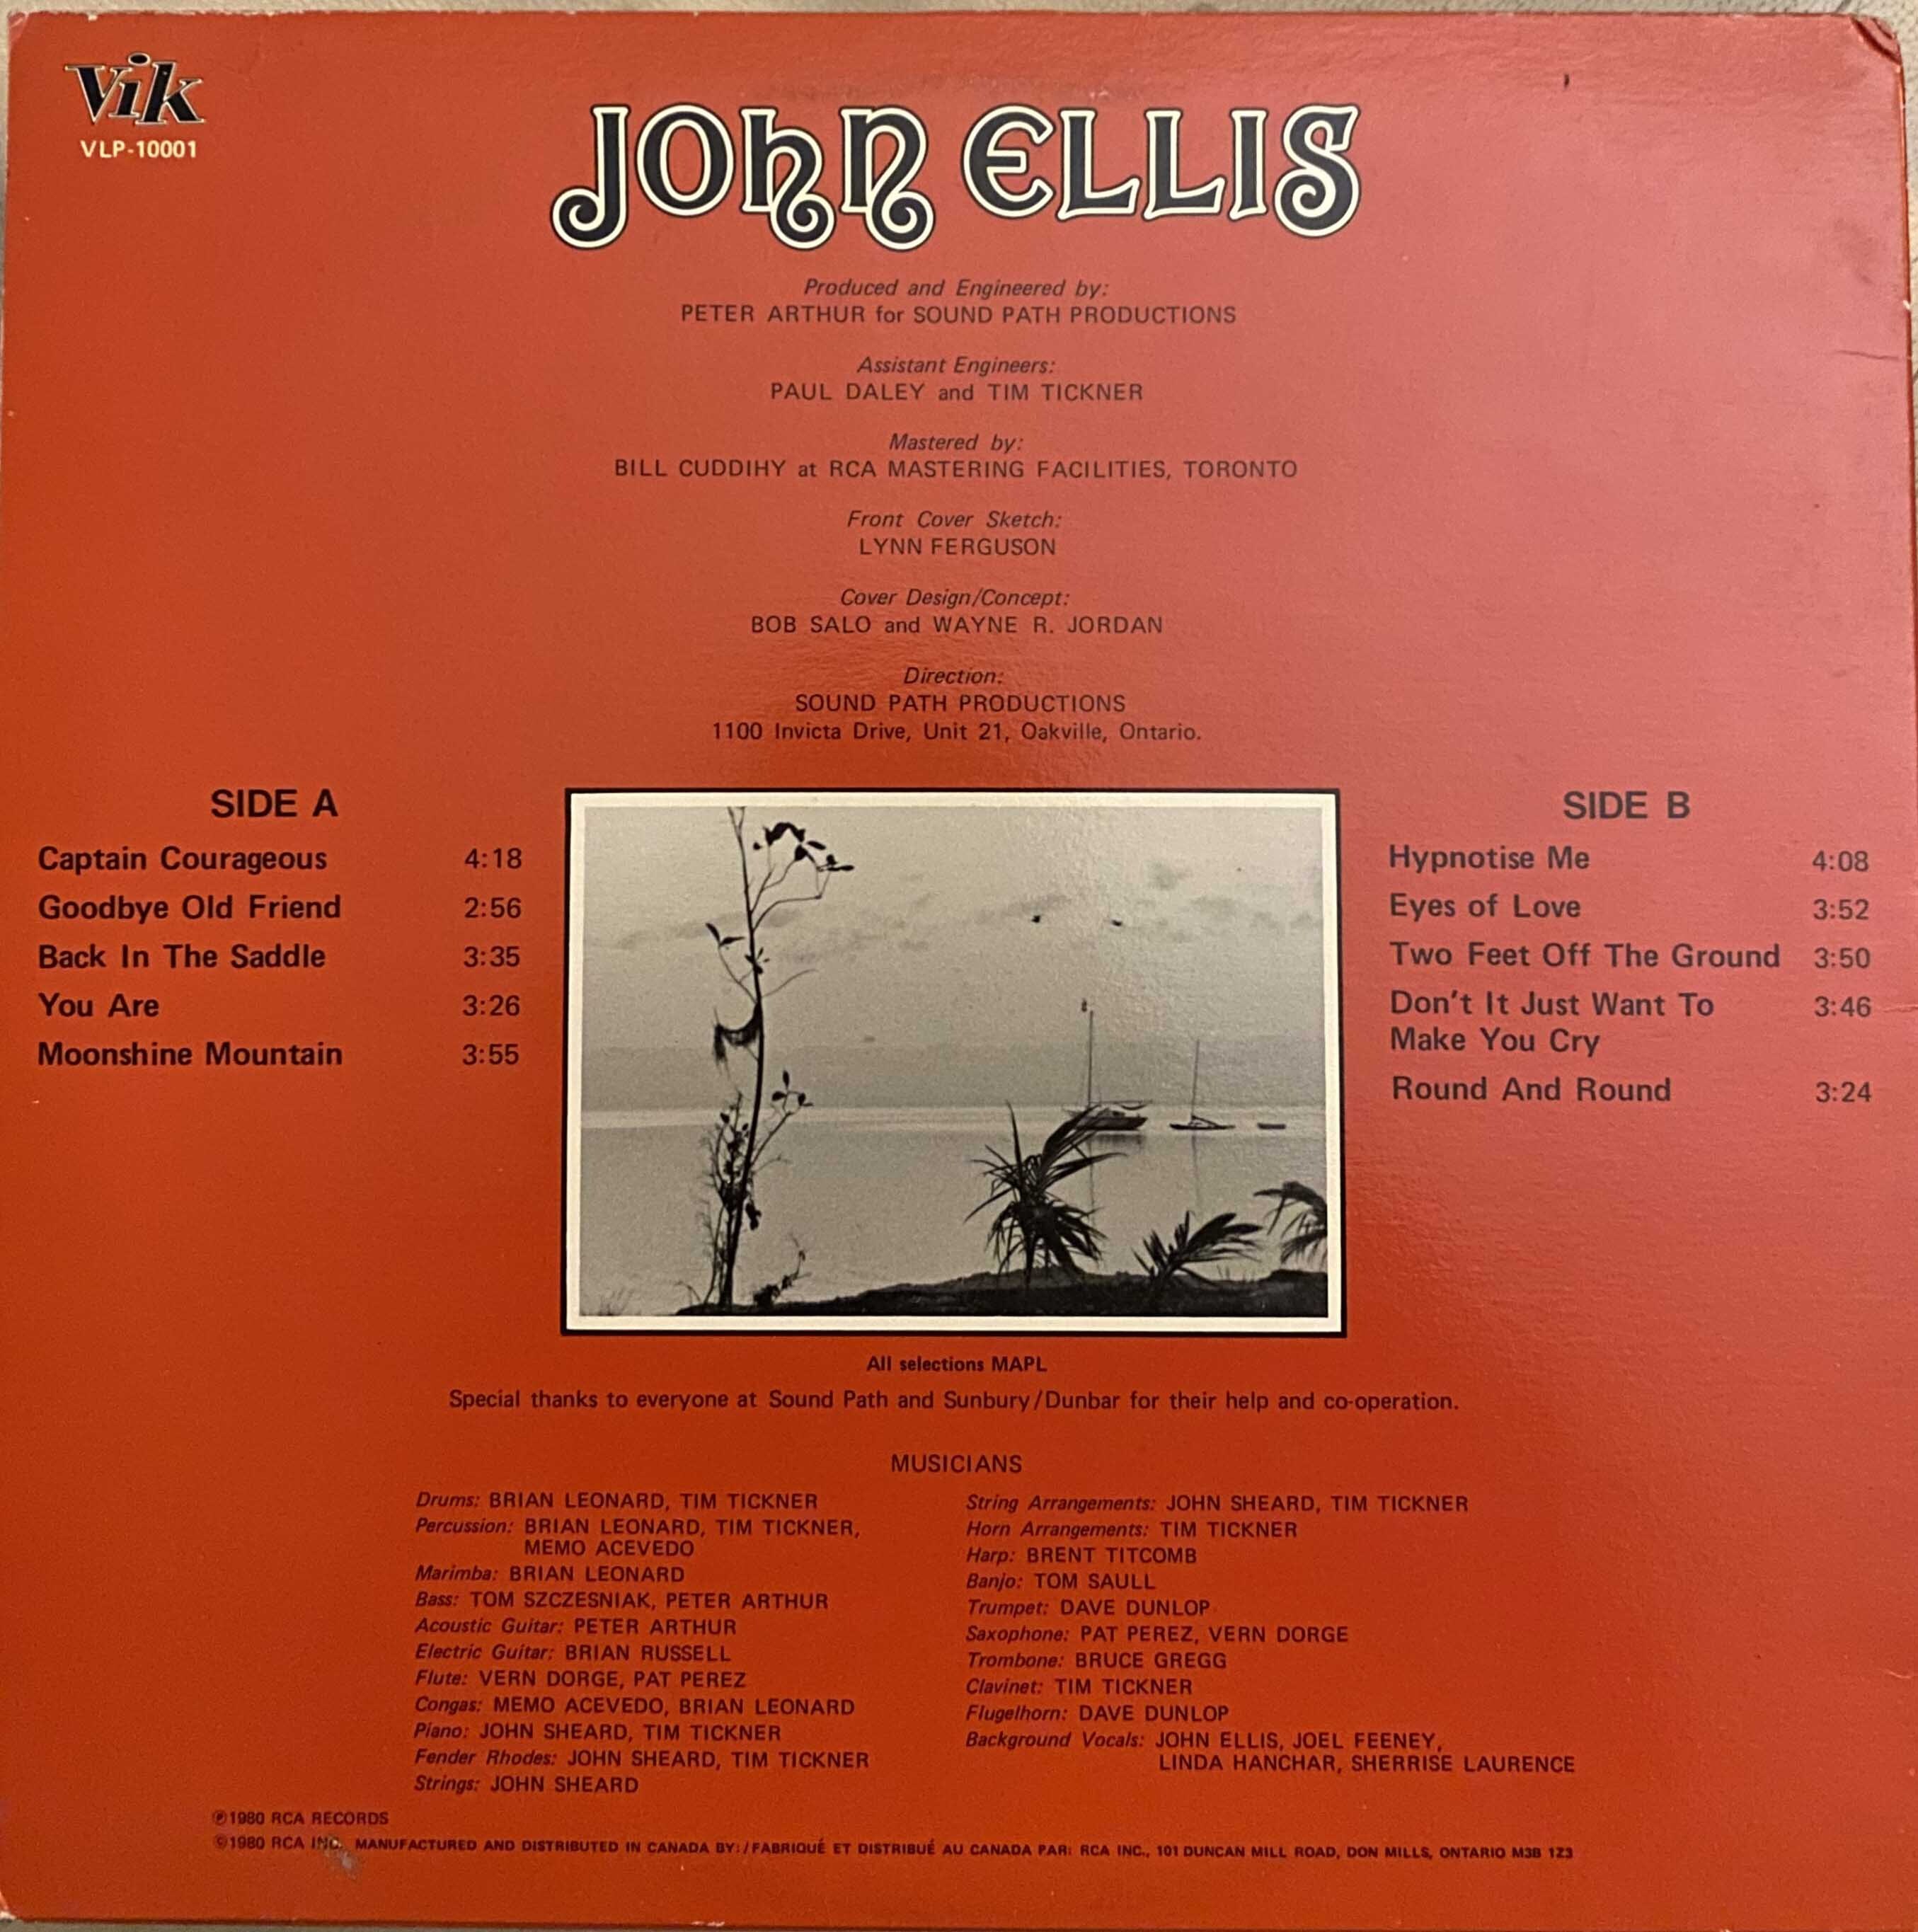 Vik
VLP-10001
JOHN ELLIS
Produced and Engineered by:
PETER ARTHUR for SOUND PATH PRODUCTIONS
Assistant Engineers:
PAUL DALEY and TIM TICKNER
Mastered by:
BILL CUDDIHY at RCA MASTERING FACILITIES, TORONTO
Front Cover Sketch:
LYNN FERGUSON
Cover Design/Concept:
BOB SALO and WAYNE R. JORDAN
Direction:
SOUND PATH PRODUCTIONS
1100 Invicta Drive, Unit 21, Oakville, Ontario.
SIDE A
Captain Courageous 4:18
Goodbye Old Friend 2:56
Back In The Saddle 3:35
You Are 3:26
Moonshine Mountain 3:55
SIDE B
Hypnotise Me 4:08
Eyes of Love 3:52
Two Feet Off The Ground 3:50
Don't It Just Want To 3:46
Make You Cry
Round And Round 3:24
All selections MAPL
Special thanks to everyone at Sound Path and Sunbury/Dunbar for their help and co-operation.
MUSICIANS
Drums: BRIAN LEONARD, TIM TICKNER
Percussion: BRIAN LEONARD, TIM TICKNER,
MEMO ACEVEDO
Marimba: BRIAN LEONARD
Bass: TOM SZCZESNIAK, PETER ARTHUR
Acoustic Guitar: PETER ARTHUR
Electric Guitar: BRIAN RUSSELL
Flute: VERN DORGE, PAT PEREZ
Congas: MEMO ACEVEDO, BRIAN LEONARD
Piano: JOHN SHEARD, TIM TICKNER
Fender Rhodes: JOHN SHEARD, TIM TICKNER
Strings: JOHN SHEARD
String Arrangements: JOHN SHEARD, TIM TICKNER
Horn Arrangements: TIM TICKNER
Harp: BRENT TITCOMB
Banjo: TOM SAULL
Trumpet: DAVE DUNLOP
Saxophone: PAT PEREZ, VERN DORGE
Trombone: BRUCE GREGG
Clavinet: TIM TICKNER
Flugelhorn: DAVE DUNLOP
Background Vocals: JOHN ELLIS, JOEL FEENEY,
LINDA HANCHAR, SHERRISE LAURENCE
℗1980 RCA RECORDS
©1980 RCA INC. MANUFACTURED AND DISTRIBUTED IN CANADA BY:/FABRIQUÉ ET DISTRIBUÉ AU CANADA PAR: RCA INC., 101 DUNCAN MILL ROAD, DON MILLS, ONTARIO M3B 1Z3